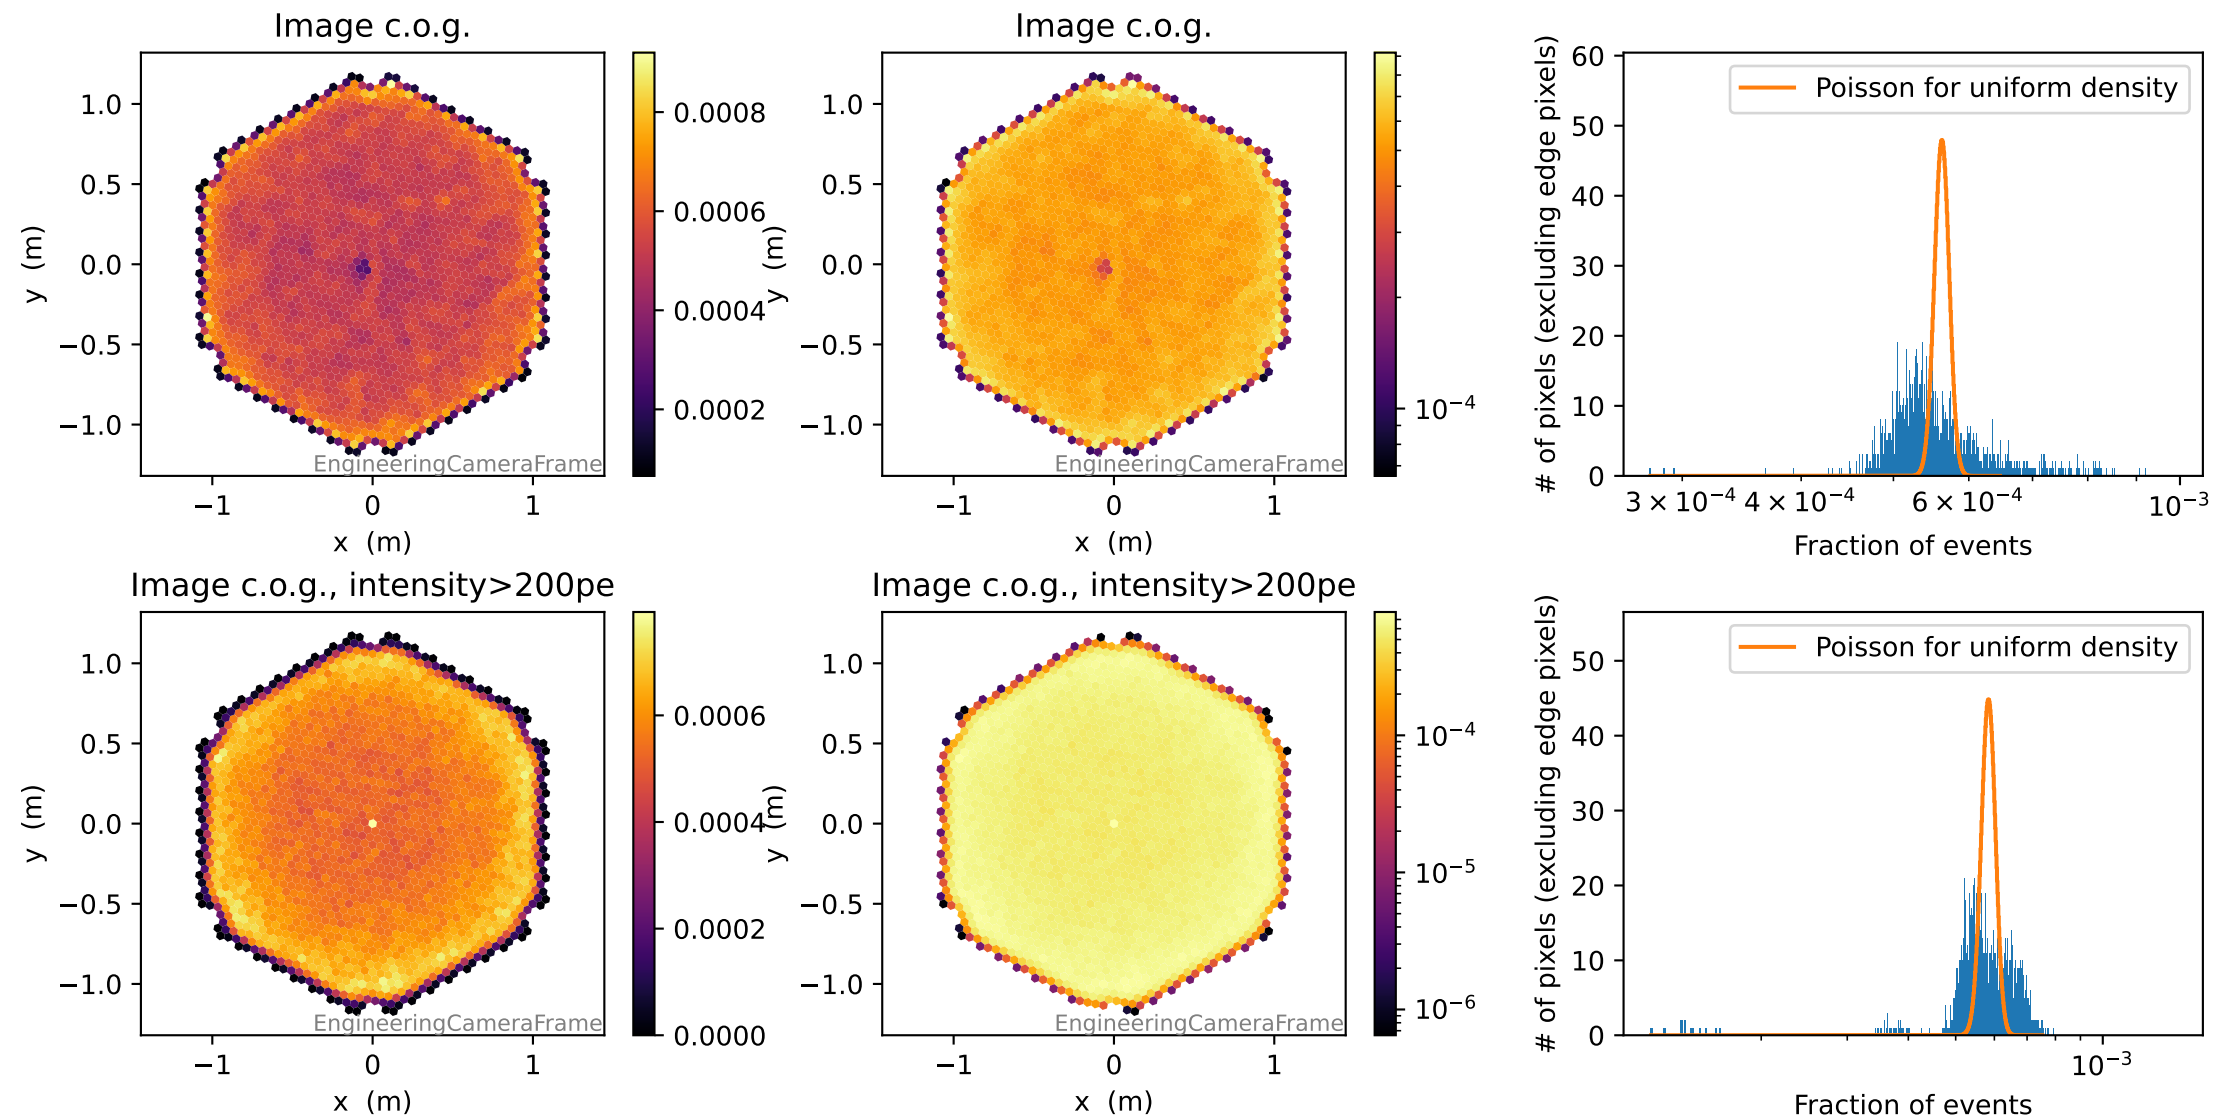 Image c.o.g.
1.0
0.5
0.0
−0.5
−1.0
y (m)
−1
0
1
x (m)
EngineeringCameraFrame
0.0008
0.0006
0.0004
0.0002
Image c.o.g.
1.0
0.5
0.0
−0.5
−1.0
y (m)
−1
0
1
x (m)
EngineeringCameraFrame
10⁻⁴
60
50
40
30
20
10
0
# of pixels (excluding edge pixels)
Poisson for uniform density
3 × 10⁻⁴
4 × 10⁻⁴
6 × 10⁻⁴
10⁻³
Fraction of events
Image c.o.g., intensity>200pe
1.0
0.5
0.0
−0.5
−1.0
y (m)
−1
0
1
x (m)
EngineeringCameraFrame
0.0006
0.0004
0.0002
0.0000
Image c.o.g., intensity>200pe
1.0
0.5
0.0
−0.5
−1.0
y (m)
−1
0
1
x (m)
EngineeringCameraFrame
10⁻⁴
10⁻⁵
10⁻⁶
50
40
30
20
10
0
# of pixels (excluding edge pixels)
Poisson for uniform density
10⁻³
Fraction of events